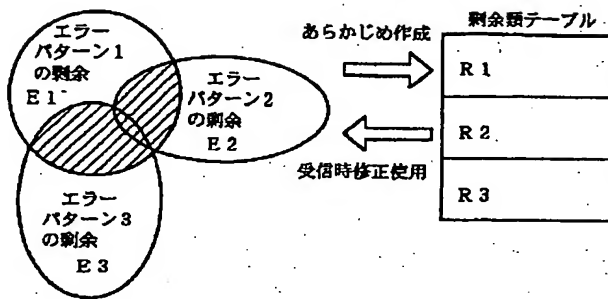 エラー
パターン1
の剰余
E1
エラー
パターン2
の剰余
E2
エラー
パターン3
の剰余
E3
あらかじめ作成
受信時修正使用
剰余類テーブル
R1
R2
R3